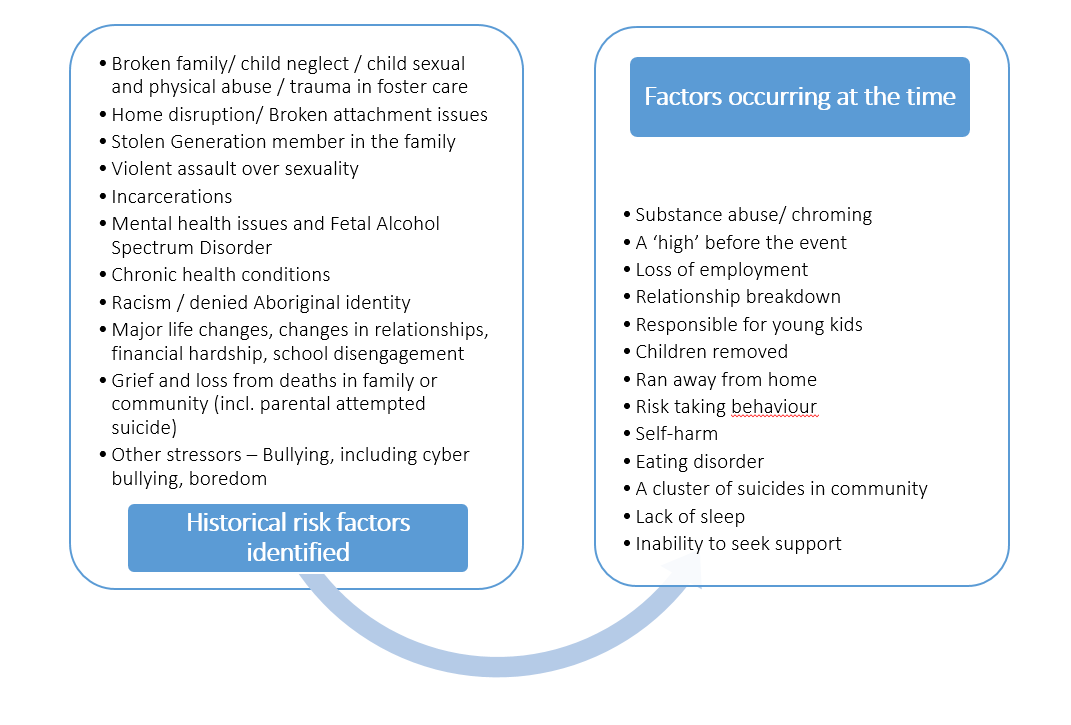 • Broken family/ child neglect / child sexual
and physical abuse / trauma in foster care
• Home disruption/ Broken attachment issues
• Stolen Generation member in the family
• Violent assault over sexuality
• Incarcerations
• Mental health issues and Fetal Alcohol
Spectrum Disorder
• Chronic health conditions
• Racism / denied Aboriginal identity
• Major life changes, changes in relationships,
financial hardship, school disengagement
• Grief and loss from deaths in family or
community (incl. parental attempted
suicide)
• Other stressors – Bullying, including cyber
bullying, boredom
Historical risk factors
identified
Factors occurring at the time
• Substance abuse/ chroming
• A ‘high’ before the event
• Loss of employment
• Relationship breakdown
• Responsible for young kids
• Children removed
• Ran away from home
• Risk taking behaviour
• Self-harm
• Eating disorder
• A cluster of suicides in community
• Lack of sleep
• Inability to seek support